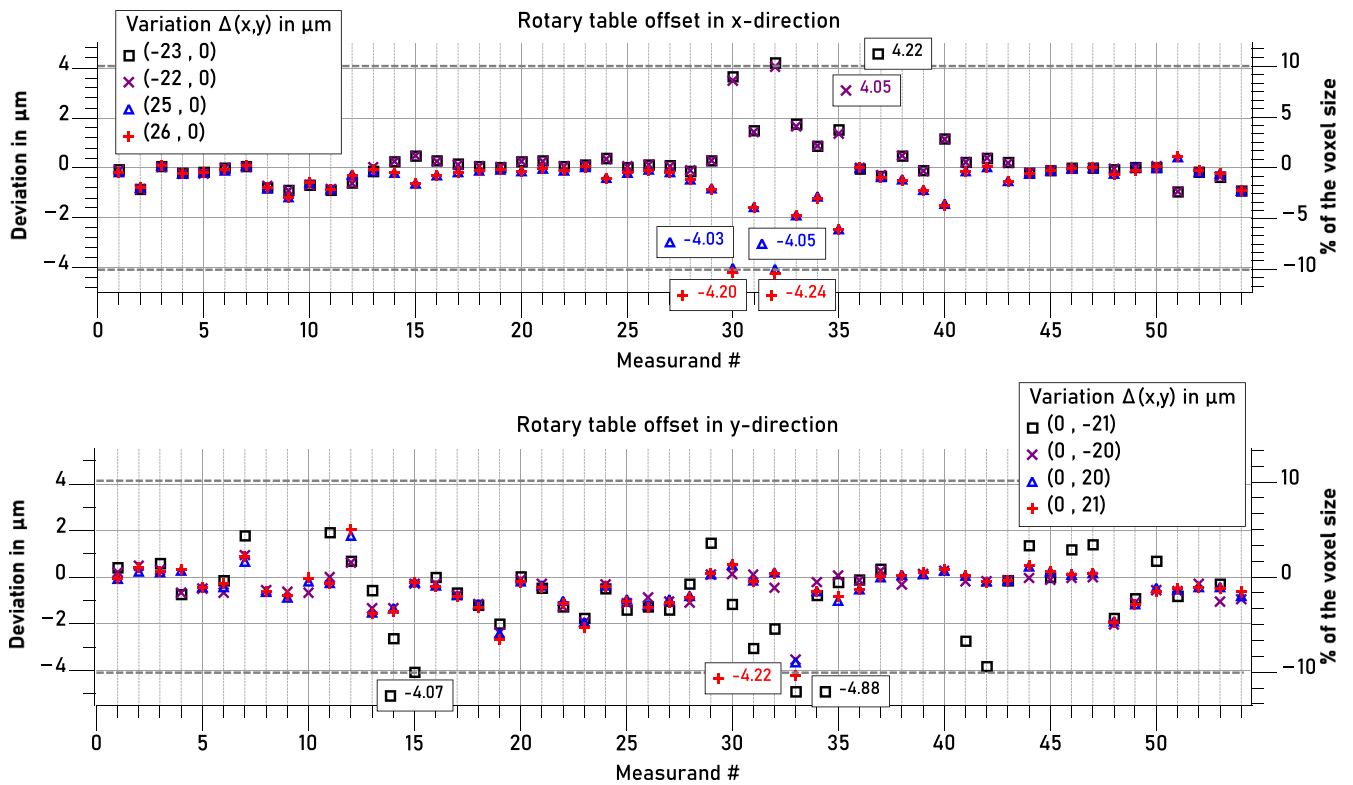 Rotary table offset in x-direction
Variation Δ(x,y) in µm
(-23 , 0)
(-22 , 0)
(25 , 0)
(26 , 0)
Deviation in µm
4
2
0
−2
−4
4.22
4.05
−4.03
−4.05
−4.20
−4.24
10
5
0
−5
−10
% of the voxel size
0 5 10 15 20 25 30 35 40 45 50
Measurand #
Rotary table offset in y-direction
Variation Δ(x,y) in µm
(0 , -21)
(0 , -20)
(0 , 20)
(0 , 21)
Deviation in µm
4
2
0
−2
−4
−4.07
−4.22
−4.88
10
0
−10
% of the voxel size
0 5 10 15 20 25 30 35 40 45 50
Measurand #